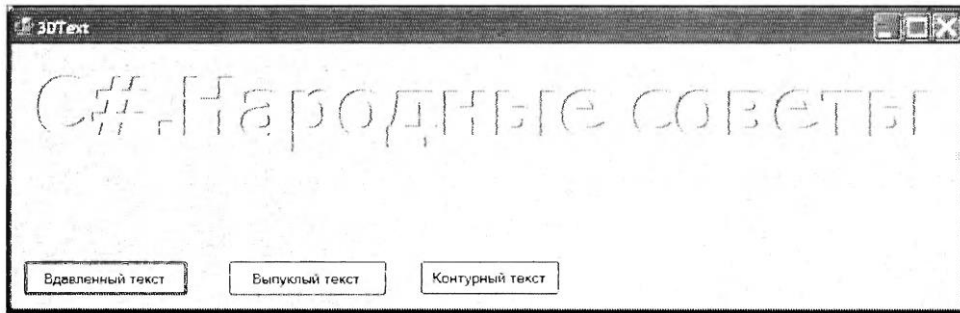 3DText
C#.Народные советы
Вдавленный текст Выпуклый текст Контурный текст